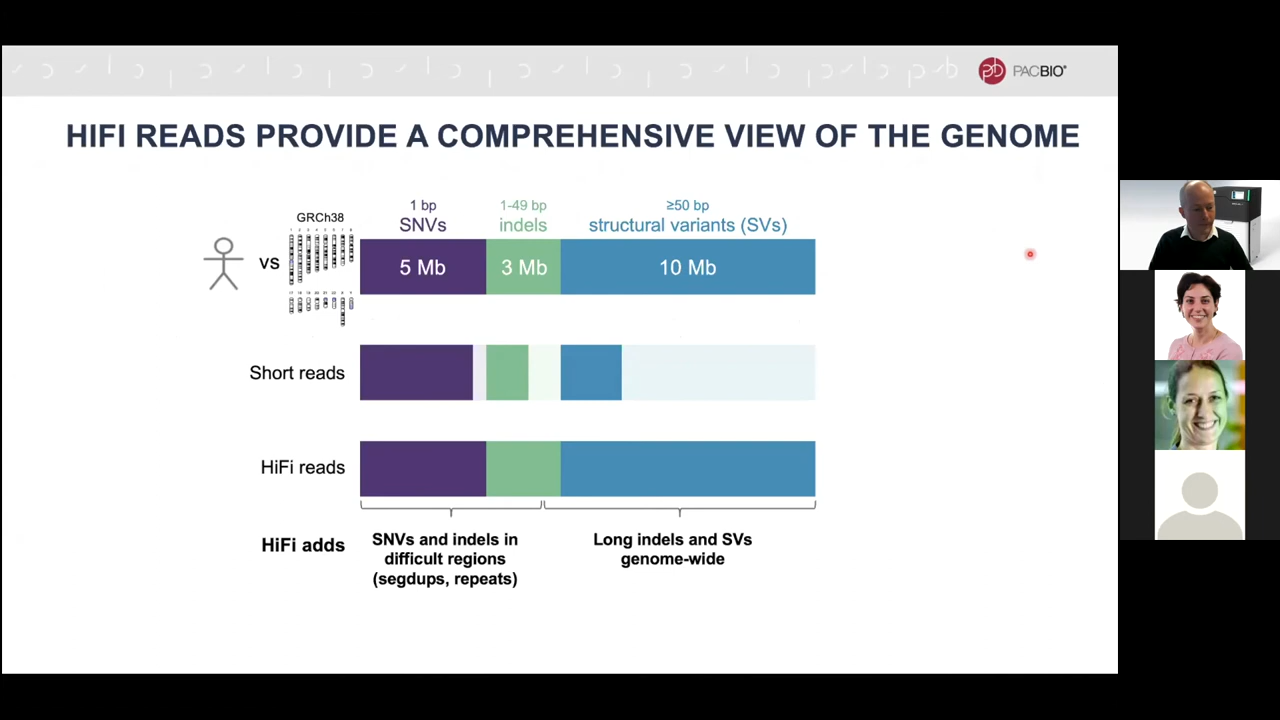 PACBIO®
HIFI READS PROVIDE A COMPREHENSIVE VIEW OF THE GENOME
GRCh38
vs
1 bp
SNVs
1-49 bp
indels
≥50 bp
structural variants (SVs)
5 Mb
3 Mb
10 Mb
Short reads
HiFi reads
HiFi adds
SNVs and indels in
difficult regions
(segdups, repeats)
Long indels and SVs
genome-wide